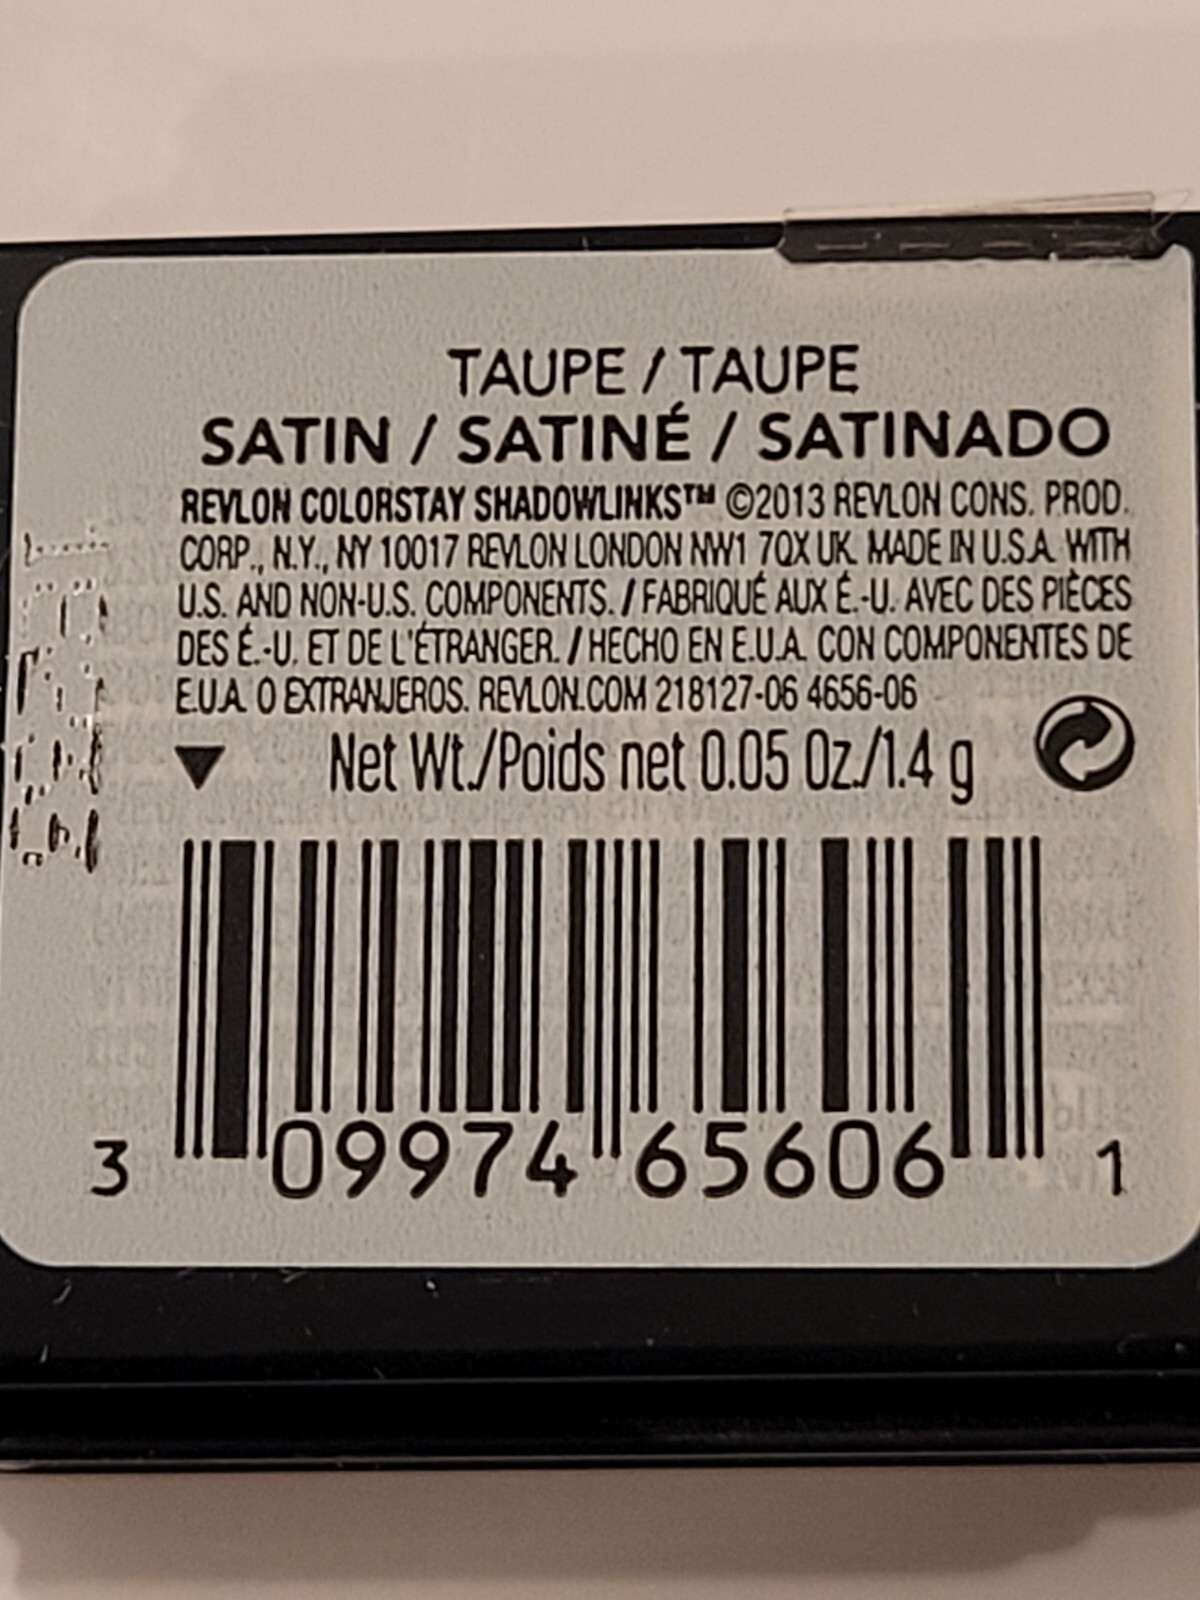 TAUPE / TAUPE
SATIN / SATINÉ / SATINADO
REVLON COLORSTAY SHADOWLINKS™ ©2013 REVLON CONS. PROD.
CORP., N.Y., NY 10017 REVLON LONDON NW1 7QX UK. MADE IN U.S.A. WITH
U.S. AND NON-U.S. COMPONENTS. / FABRIQUÉ AUX É.-U. AVEC DES PIÈCES
DES É.-U. ET DE L'ÉTRANGER. / HECHO EN E.U.A. CON COMPONENTES DE
E.U.A. O EXTRANJEROS. REVLON.COM 218127-06 4656-06
Net Wt./Poids net 0.05 Oz./1.4 g
3 09974 65606 1